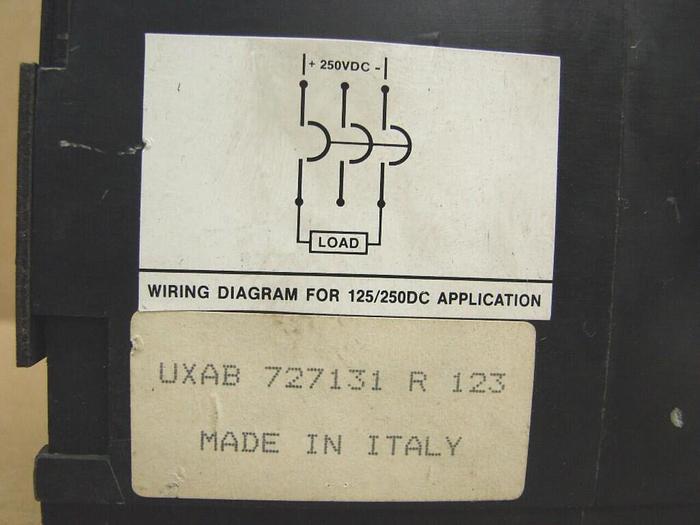 + 250VDC -
LOAD
WIRING DIAGRAM FOR 125/250DC APPLICATION
UXAB 727131 R 123
MADE IN ITALY